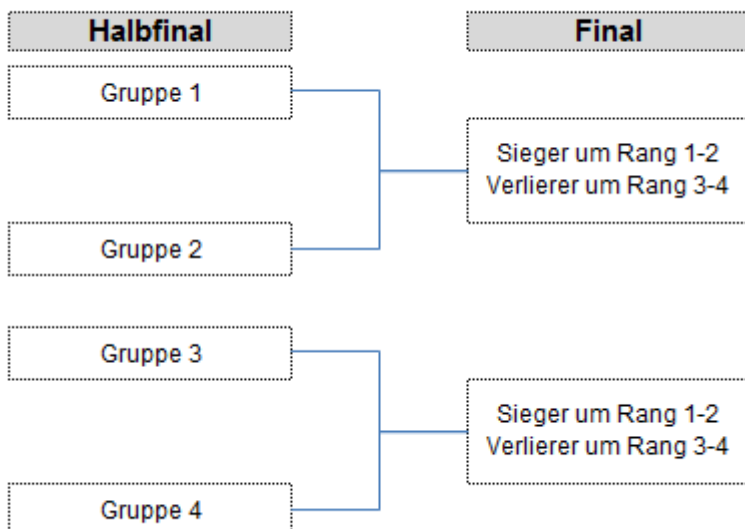 Halbfinal
Final
Gruppe 1
Sieger um Rang 1-2
Verlierer um Rang 3-4
Gruppe 2
Gruppe 3
Sieger um Rang 1-2
Verlierer um Rang 3-4
Gruppe 4